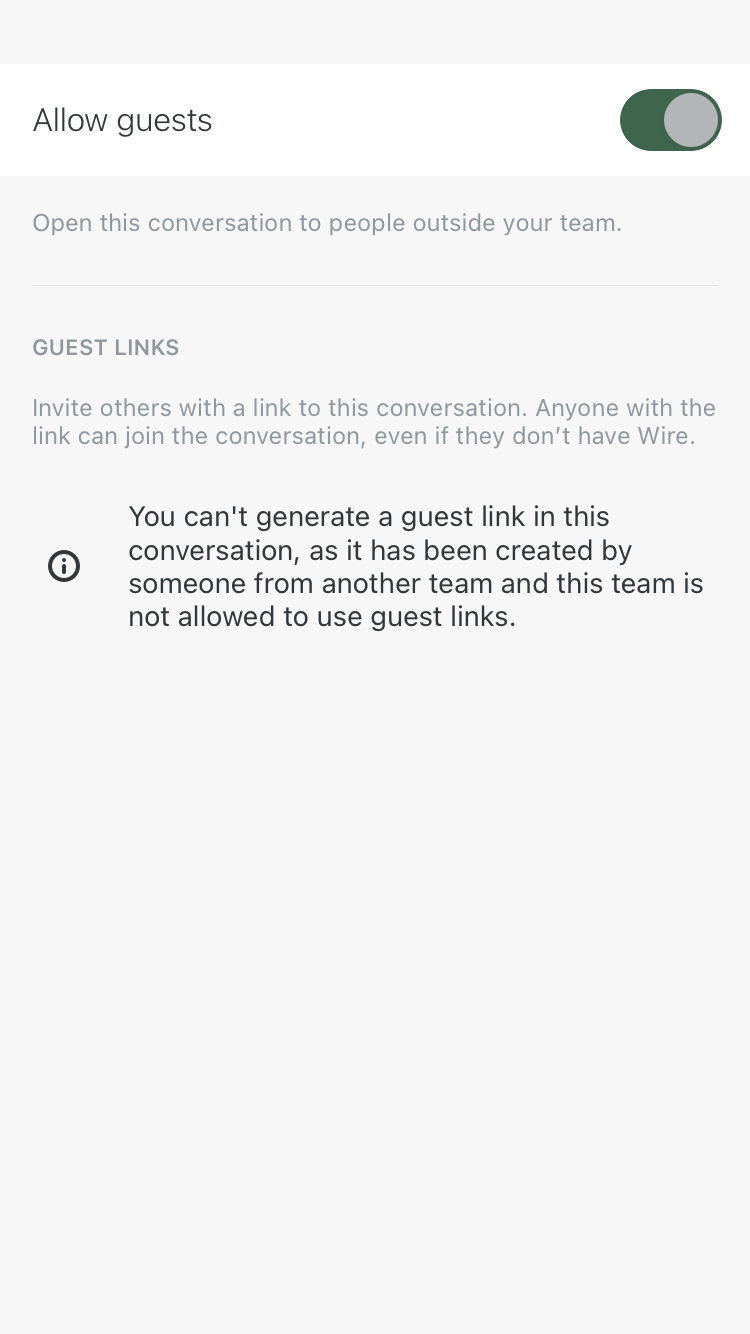 Allow guests
Open this conversation to people outside your team.
GUEST LINKS
Invite others with a link to this conversation. Anyone with the
link can join the conversation, even if they don’t have Wire.
You can't generate a guest link in this
conversation, as it has been created by
someone from another team and this team is
not allowed to use guest links.